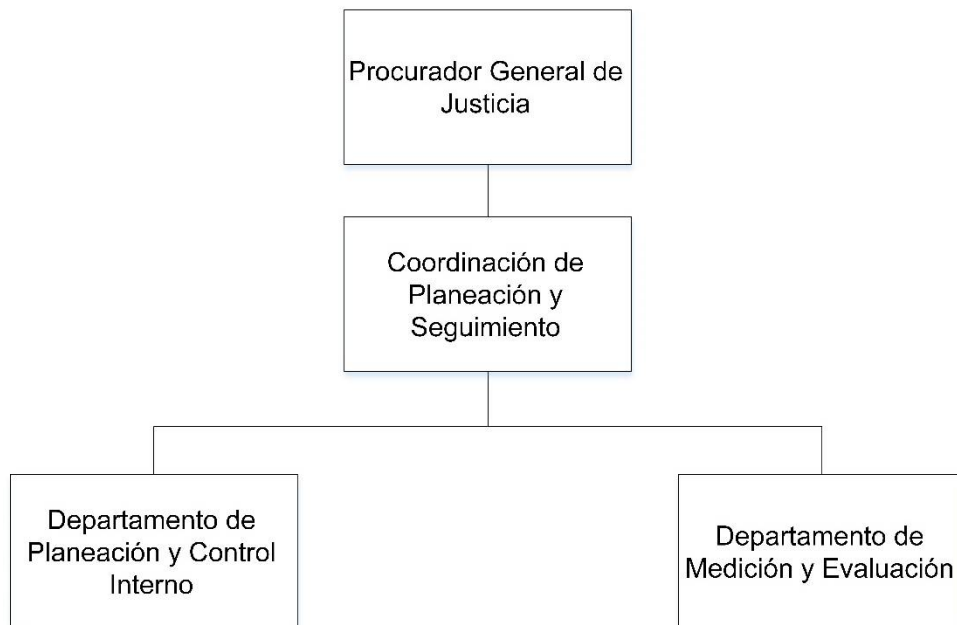 Procurador General de
Justicia
Coordinación de
Planeación y
Seguimiento
Departamento de
Planeación y Control
Interno
Departamento de
Medición y Evaluación